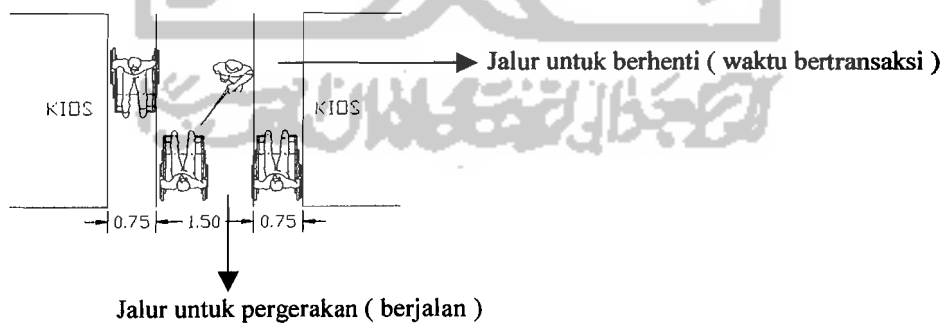 Jalur untuk berhenti ( waktu bertransaksi )
KIOS
KIOS
0.75 1.50 0.75
Jalur untuk pergerakan ( berjalan )